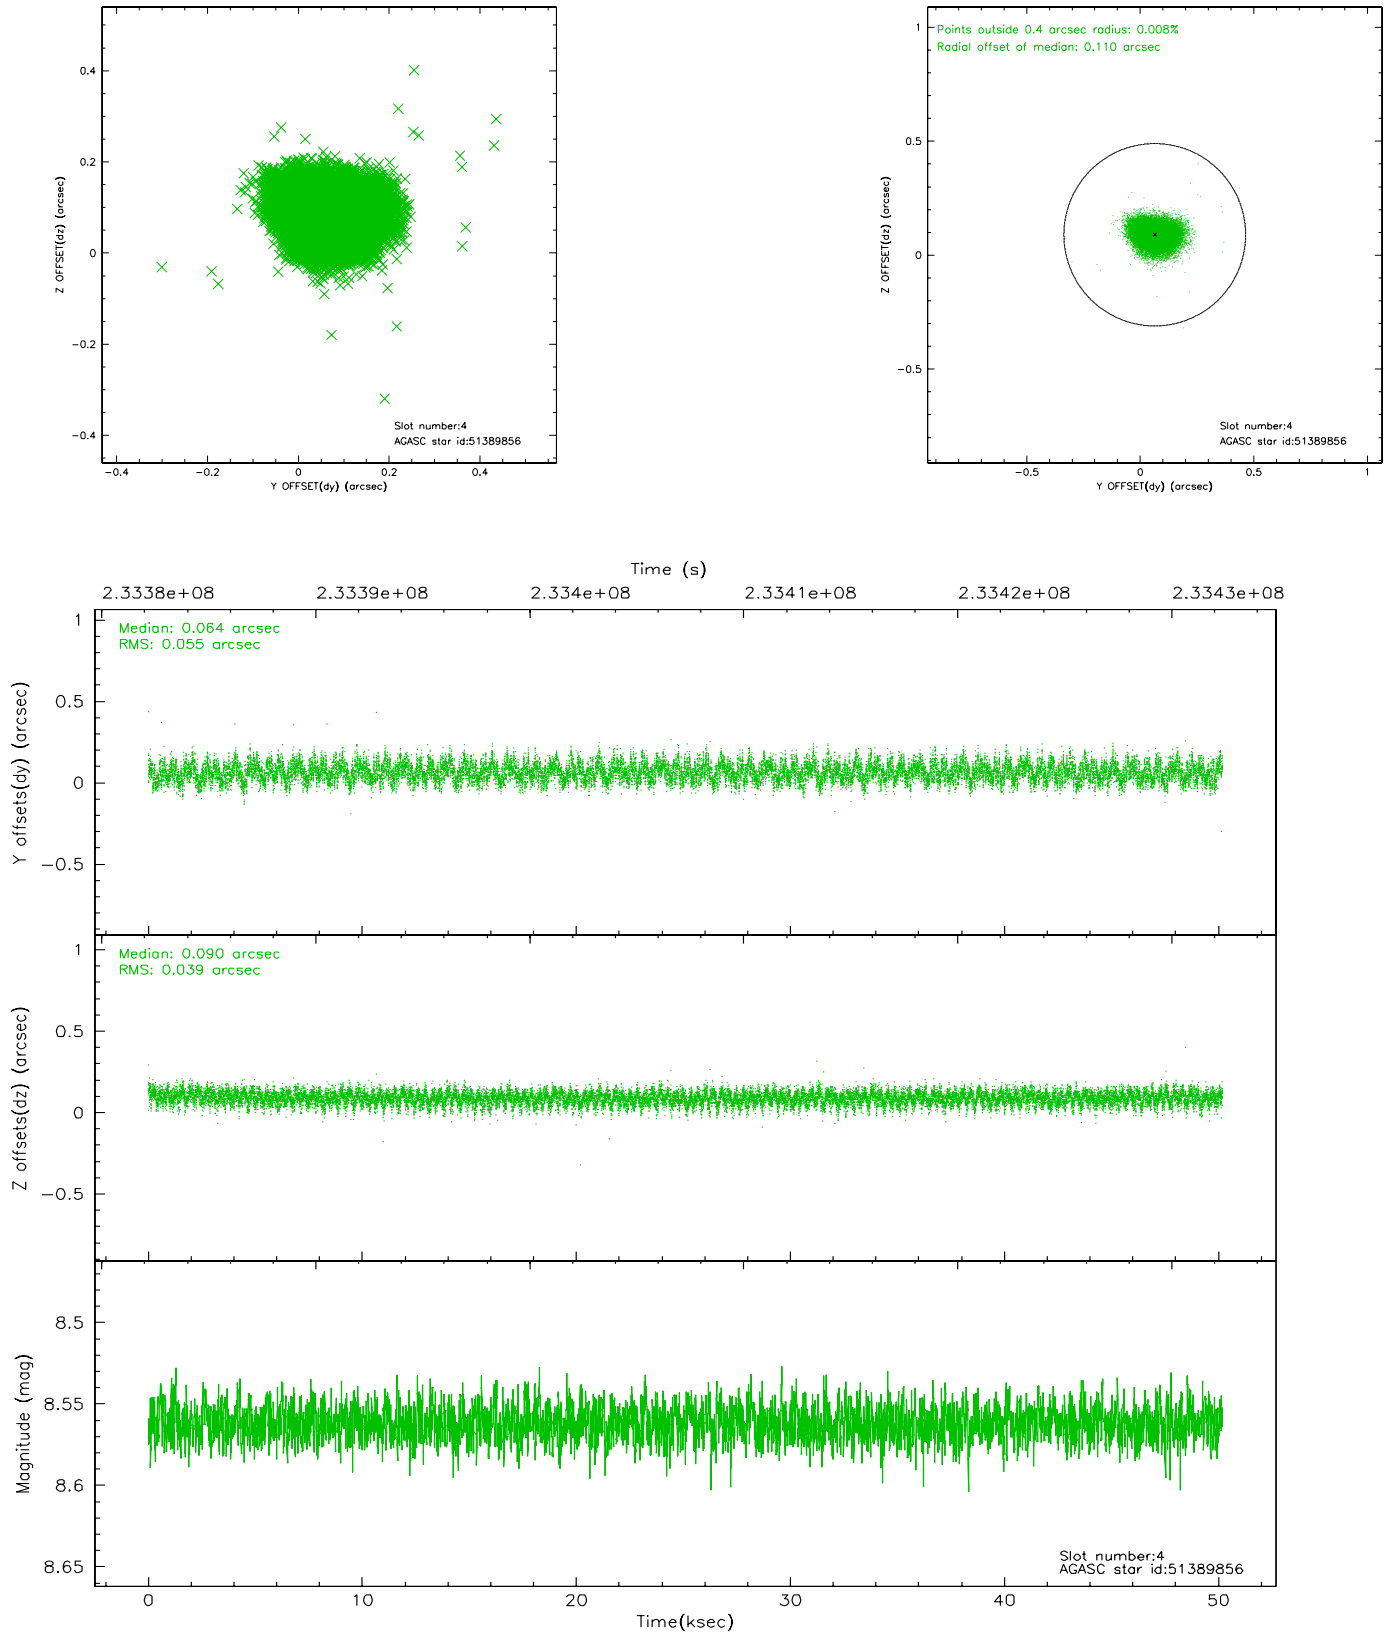 0.4
0.2
0
−0.2
−0.4
Z OFFSET(dz) (arcsec)
Slot number:4
AGASC star id:51389856
−0.4 −0.2 0 0.2 0.4
Y OFFSET(dy) (arcsec)
Points outside 0.4 arcsec radius: 0.008%
Radial offset of median: 0.110 arcsec
1
0.5
0
−0.5
Z OFFSET(dz) (arcsec)
Slot number:4
AGASC star id:51389856
−0.5 0 0.5 1
Y OFFSET(dy) (arcsec)
Time (s)
2.3338e+08 2.3339e+08 2.334e+08 2.3341e+08 2.3342e+08 2.3343e+08
Median: 0.064 arcsec
RMS: 0.055 arcsec
1
0.5
0
−0.5
Y offsets(dy) (arcsec)
Median: 0.090 arcsec
RMS: 0.039 arcsec
1
0.5
0
−0.5
Z offsets(dz) (arcsec)
8.5
8.55
8.6
8.65
Magnitude (mag)
Slot number:4
AGASC star id:51389856
0 10 20 30 40 50
Time(ksec)